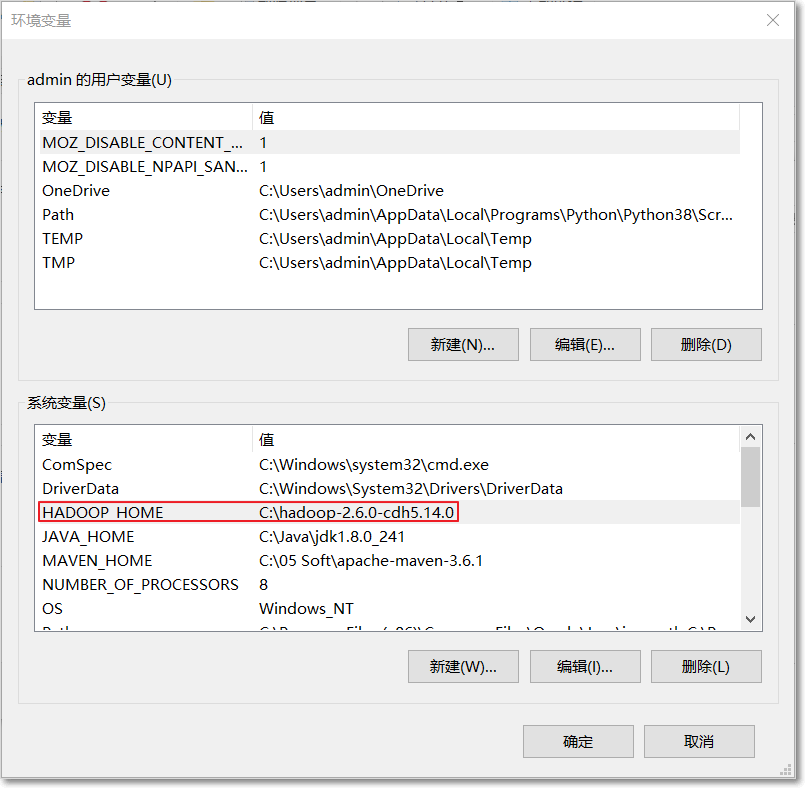 环境变量
admin 的用户变量(U)
变量 值
MOZ_DISABLE_CONTENT_... 1
MOZ_DISABLE_NPAPI_SAN... 1
OneDrive C:\Users\admin\OneDrive
Path C:\Users\admin\AppData\Local\Programs\Python\Python38\Scr...
TEMP C:\Users\admin\AppData\Local\Temp
TMP C:\Users\admin\AppData\Local\Temp
新建(N)... 编辑(E)... 删除(D)
系统变量(S)
变量 值
ComSpec C:\Windows\system32\cmd.exe
DriverData C:\Windows\System32\Drivers\DriverData
HADOOP_HOME C:\hadoop-2.6.0-cdh5.14.0
JAVA_HOME C:\Java\jdk1.8.0_241
MAVEN_HOME C:\05 Soft\apache-maven-3.6.1
NUMBER_OF_PROCESSORS 8
OS Windows_NT
新建(W)... 编辑(I)... 删除(L)
确定 取消